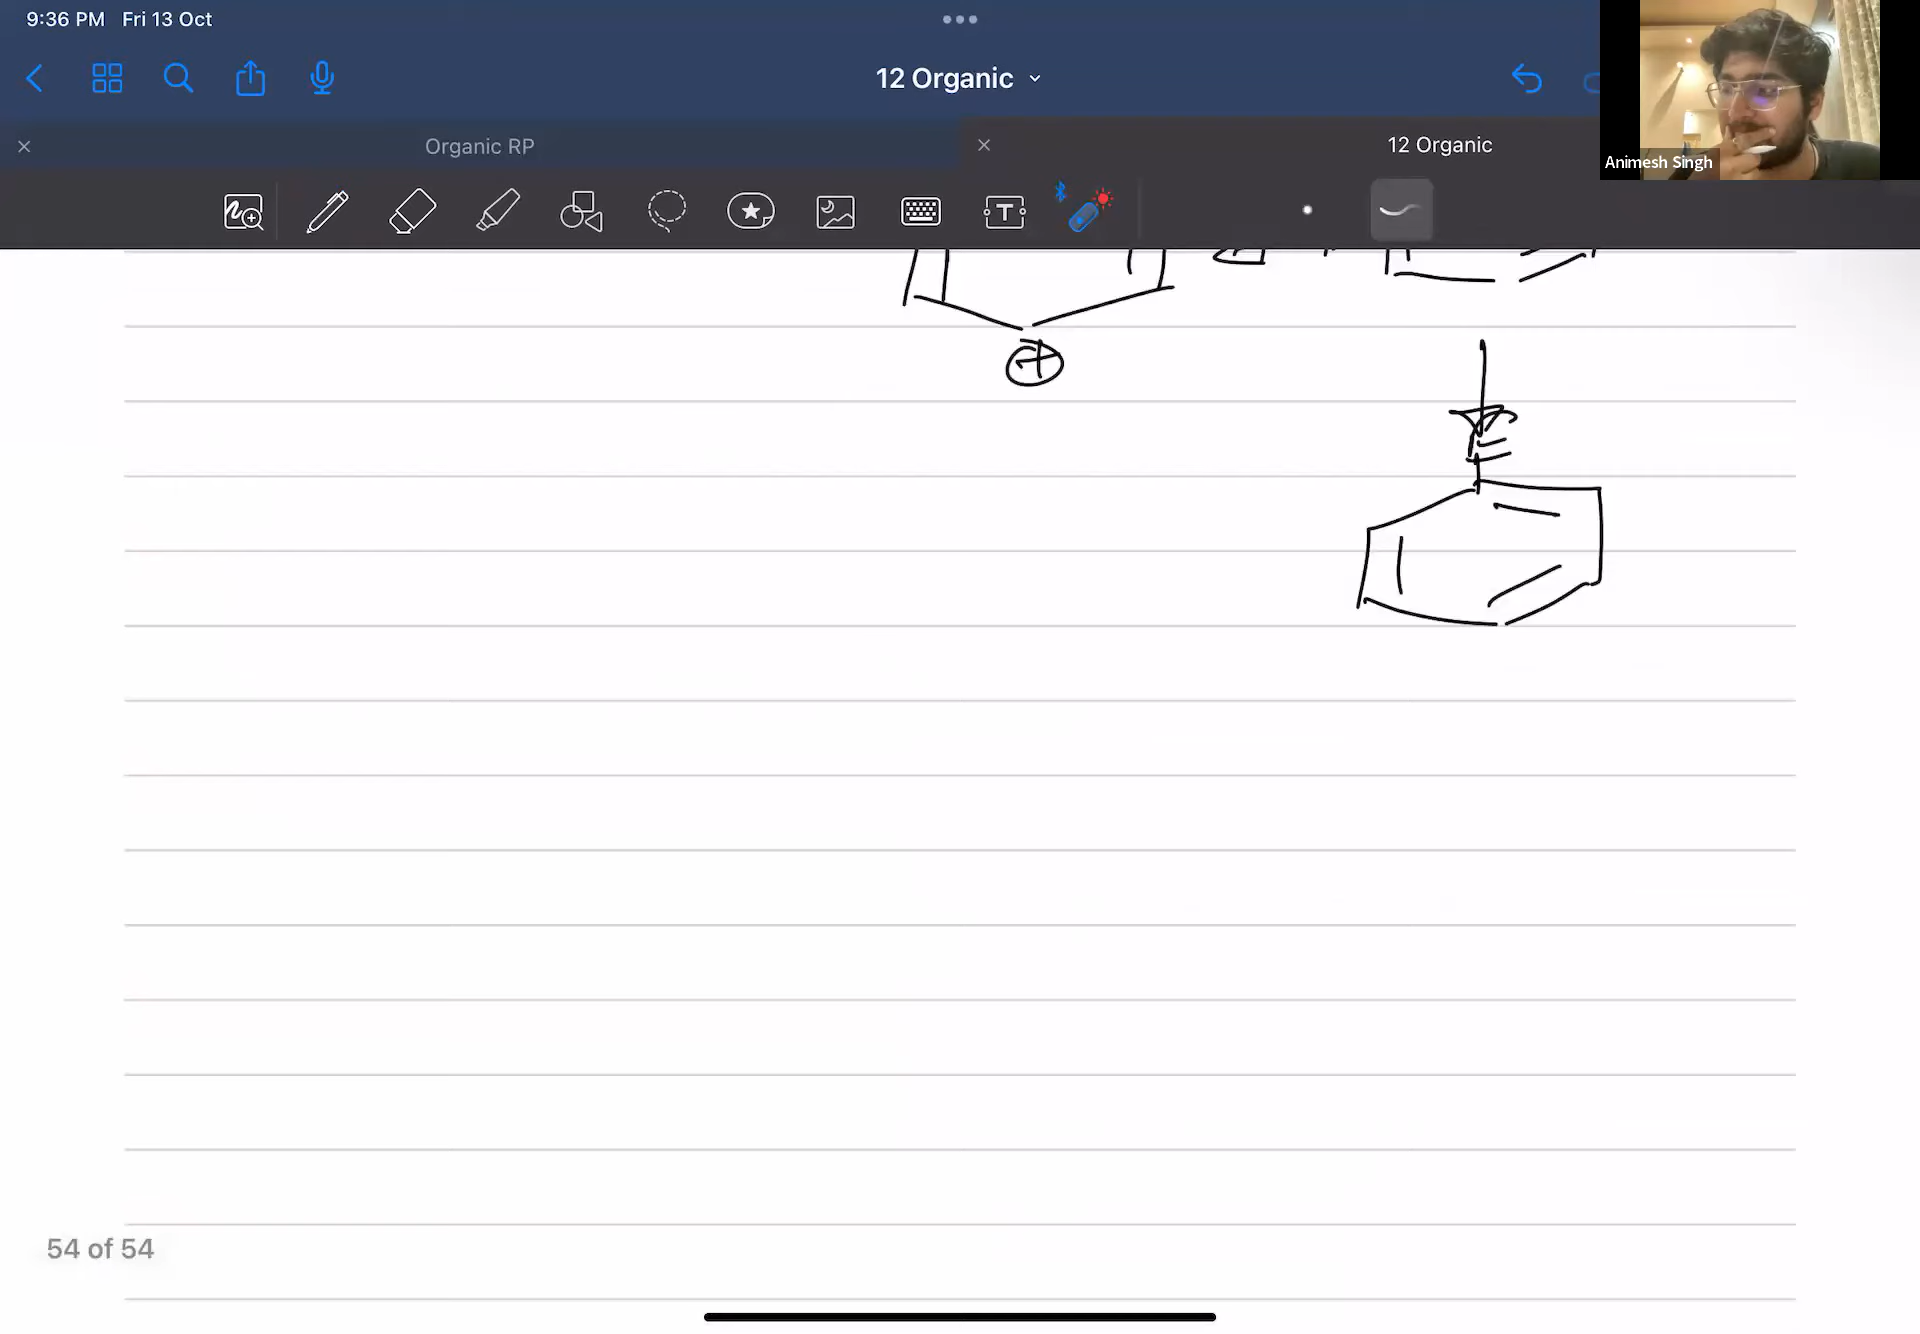 9:36 PM Fri 13 Oct
12 Organic
Organic RP
12 Organic
Animesh Singh
T
+
E
54 of 54